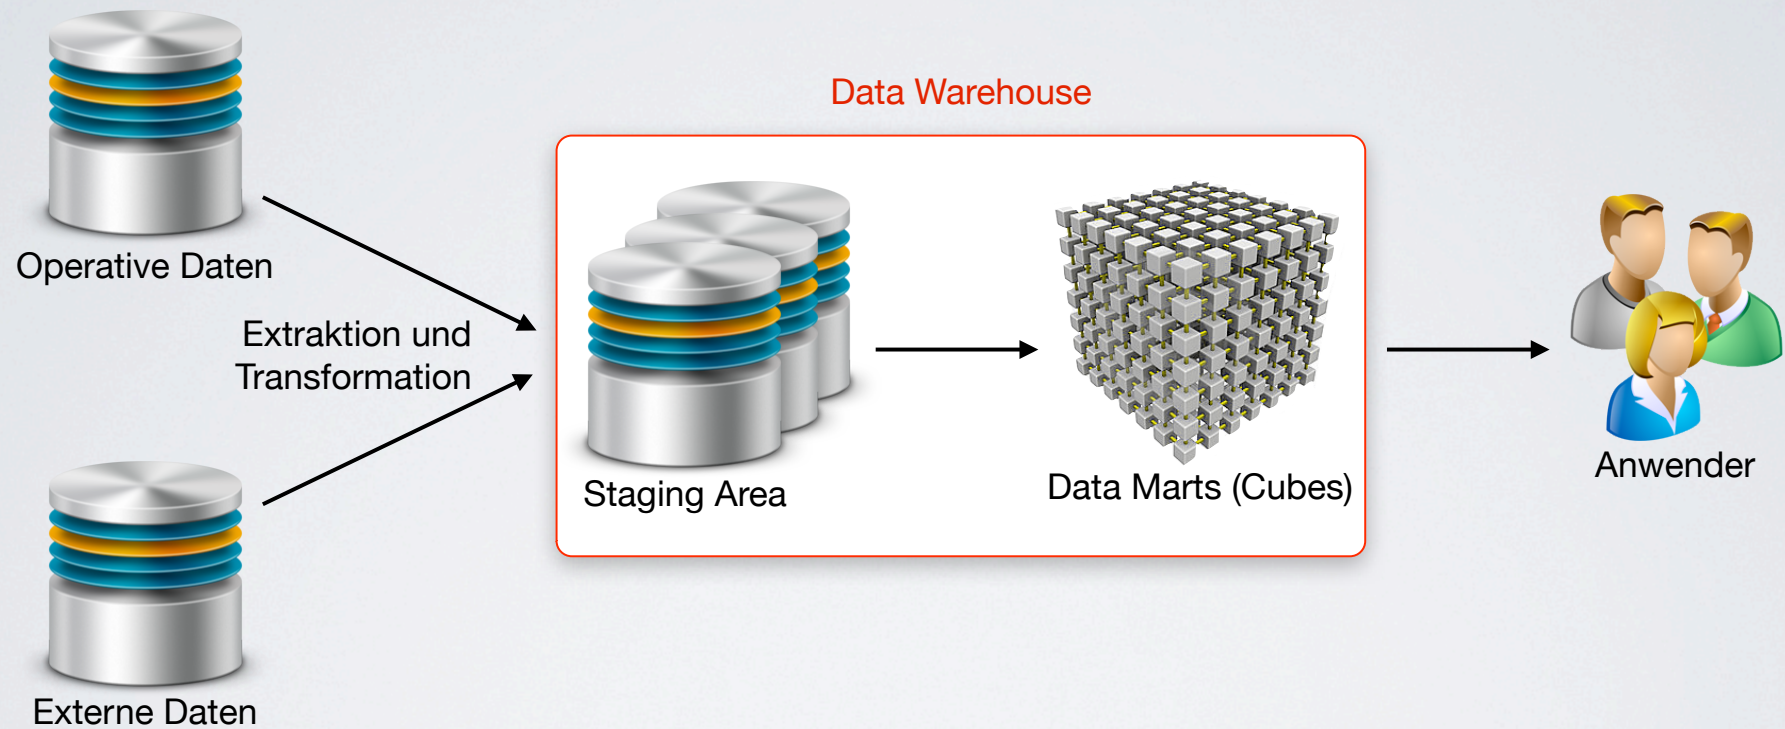 Data Warehouse
Operative Daten
Extraktion und
Transformation
Staging Area
Data Marts (Cubes)
Anwender
Externe Daten